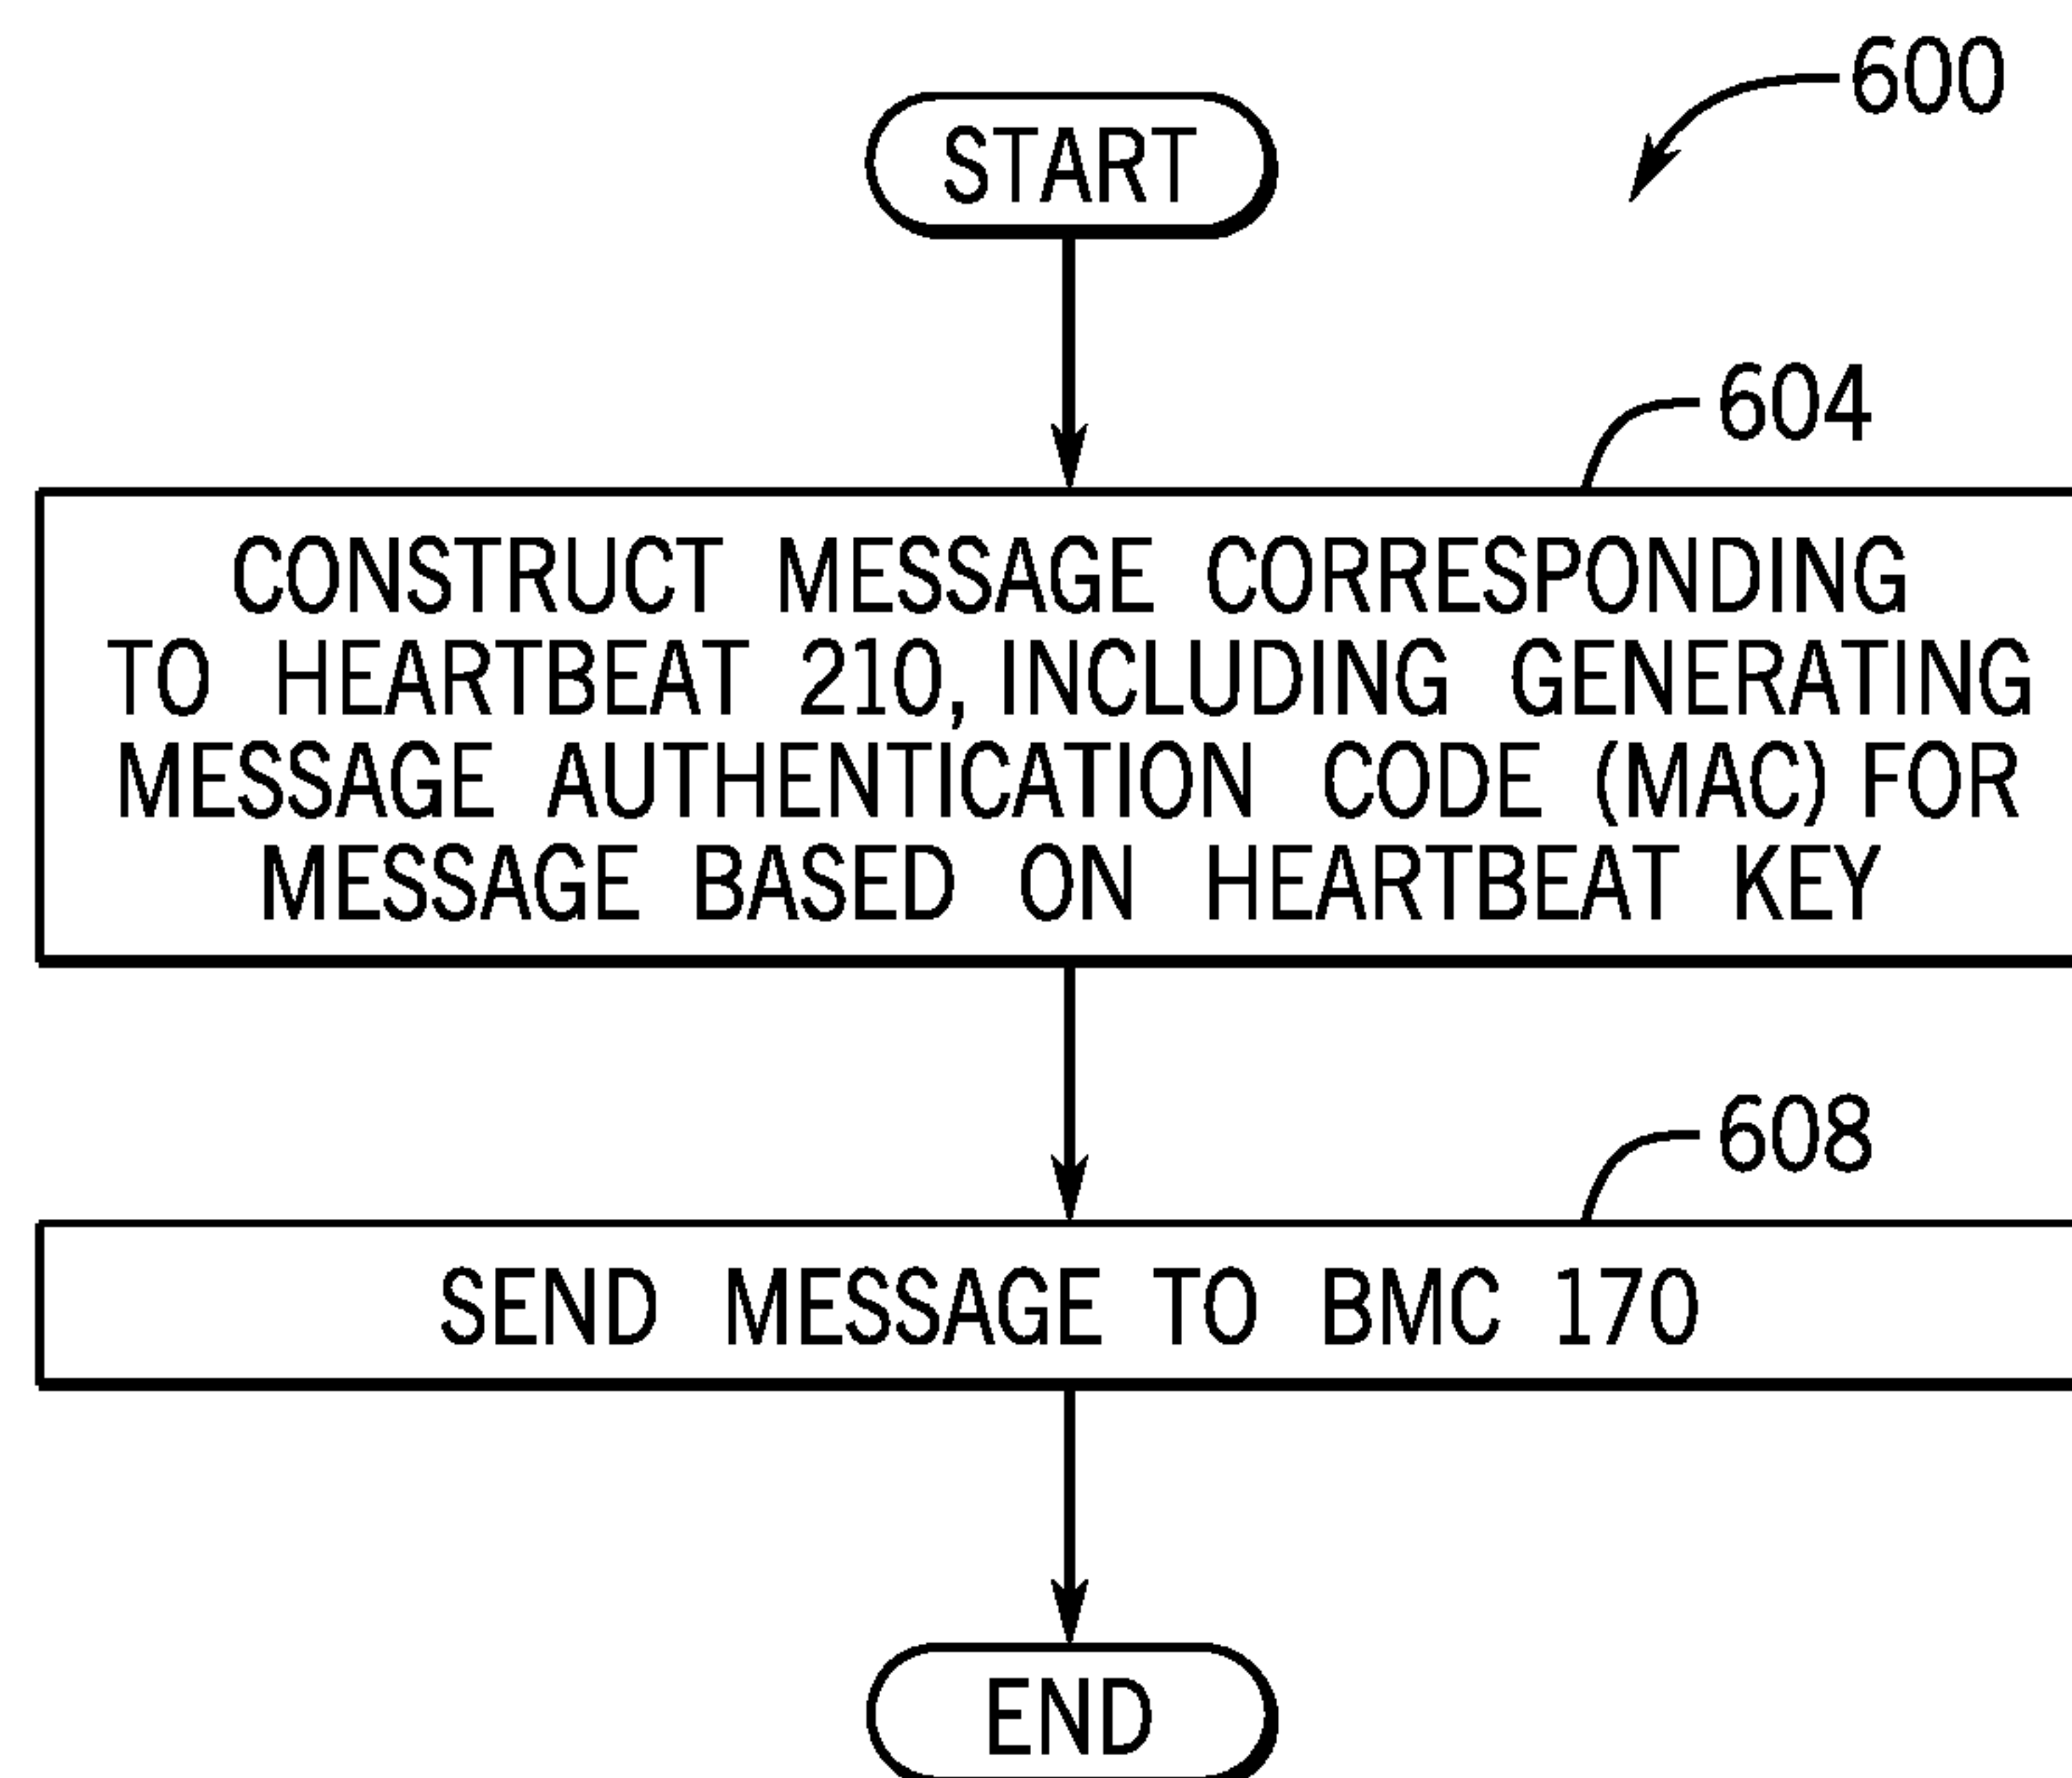 600
START
604
CONSTRUCT MESSAGE CORRESPONDING
TO HEARTBEAT 210, INCLUDING GENERATING
MESSAGE AUTHENTICATION CODE (MAC) FOR
MESSAGE BASED ON HEARTBEAT KEY
608
SEND MESSAGE TO BMC 170
END